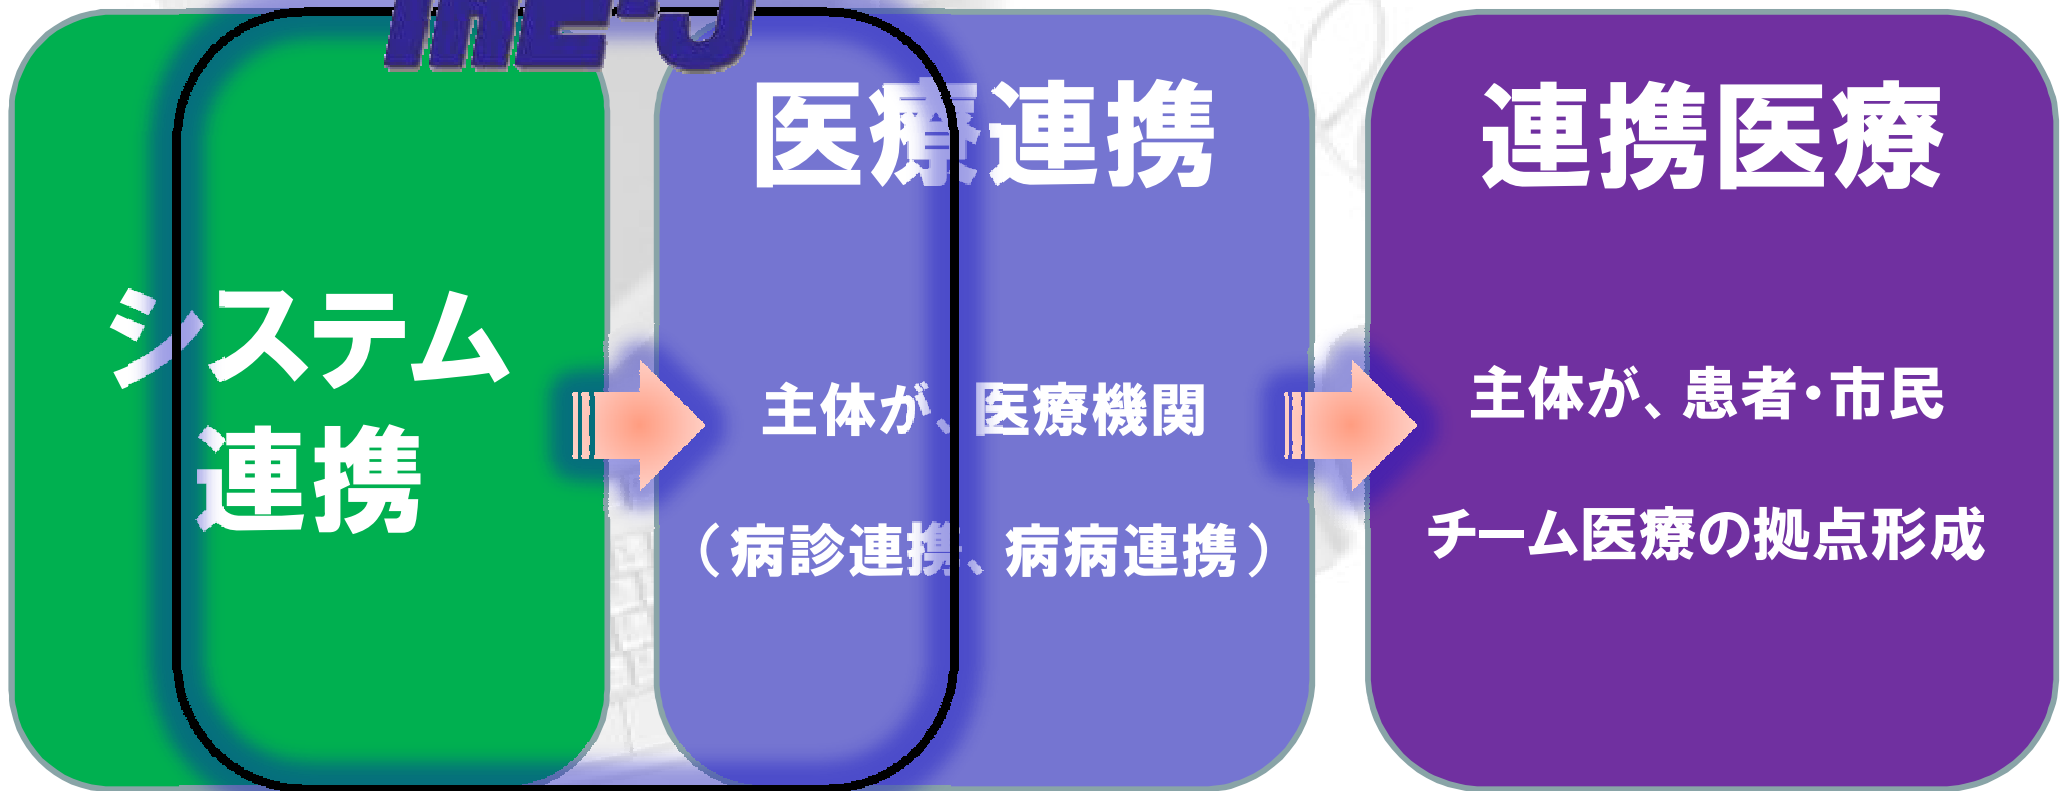 IHE-J
システム
連携
医療連携
主体が、医療機関
（病診連携、病病連携）
連携医療
主体が、患者・市民
チーム医療の拠点形成